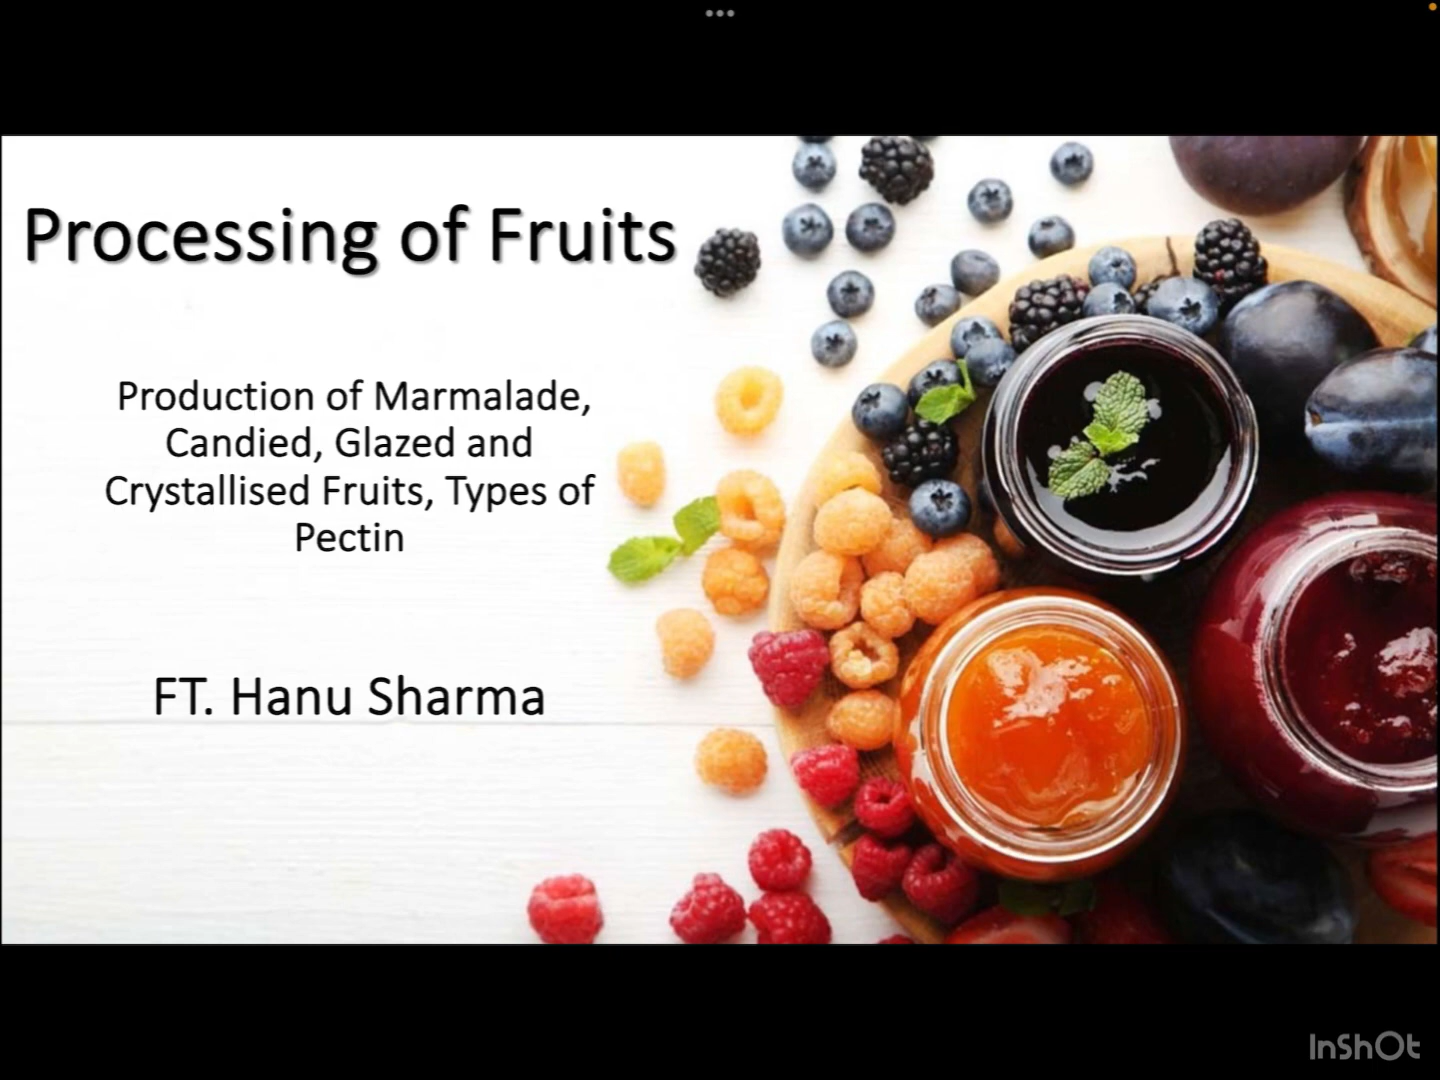 Processing of Fruits
Production of Marmalade,
Candied, Glazed and
Crystallised Fruits, Types of
Pectin
FT. Hanu Sharma
InShOt